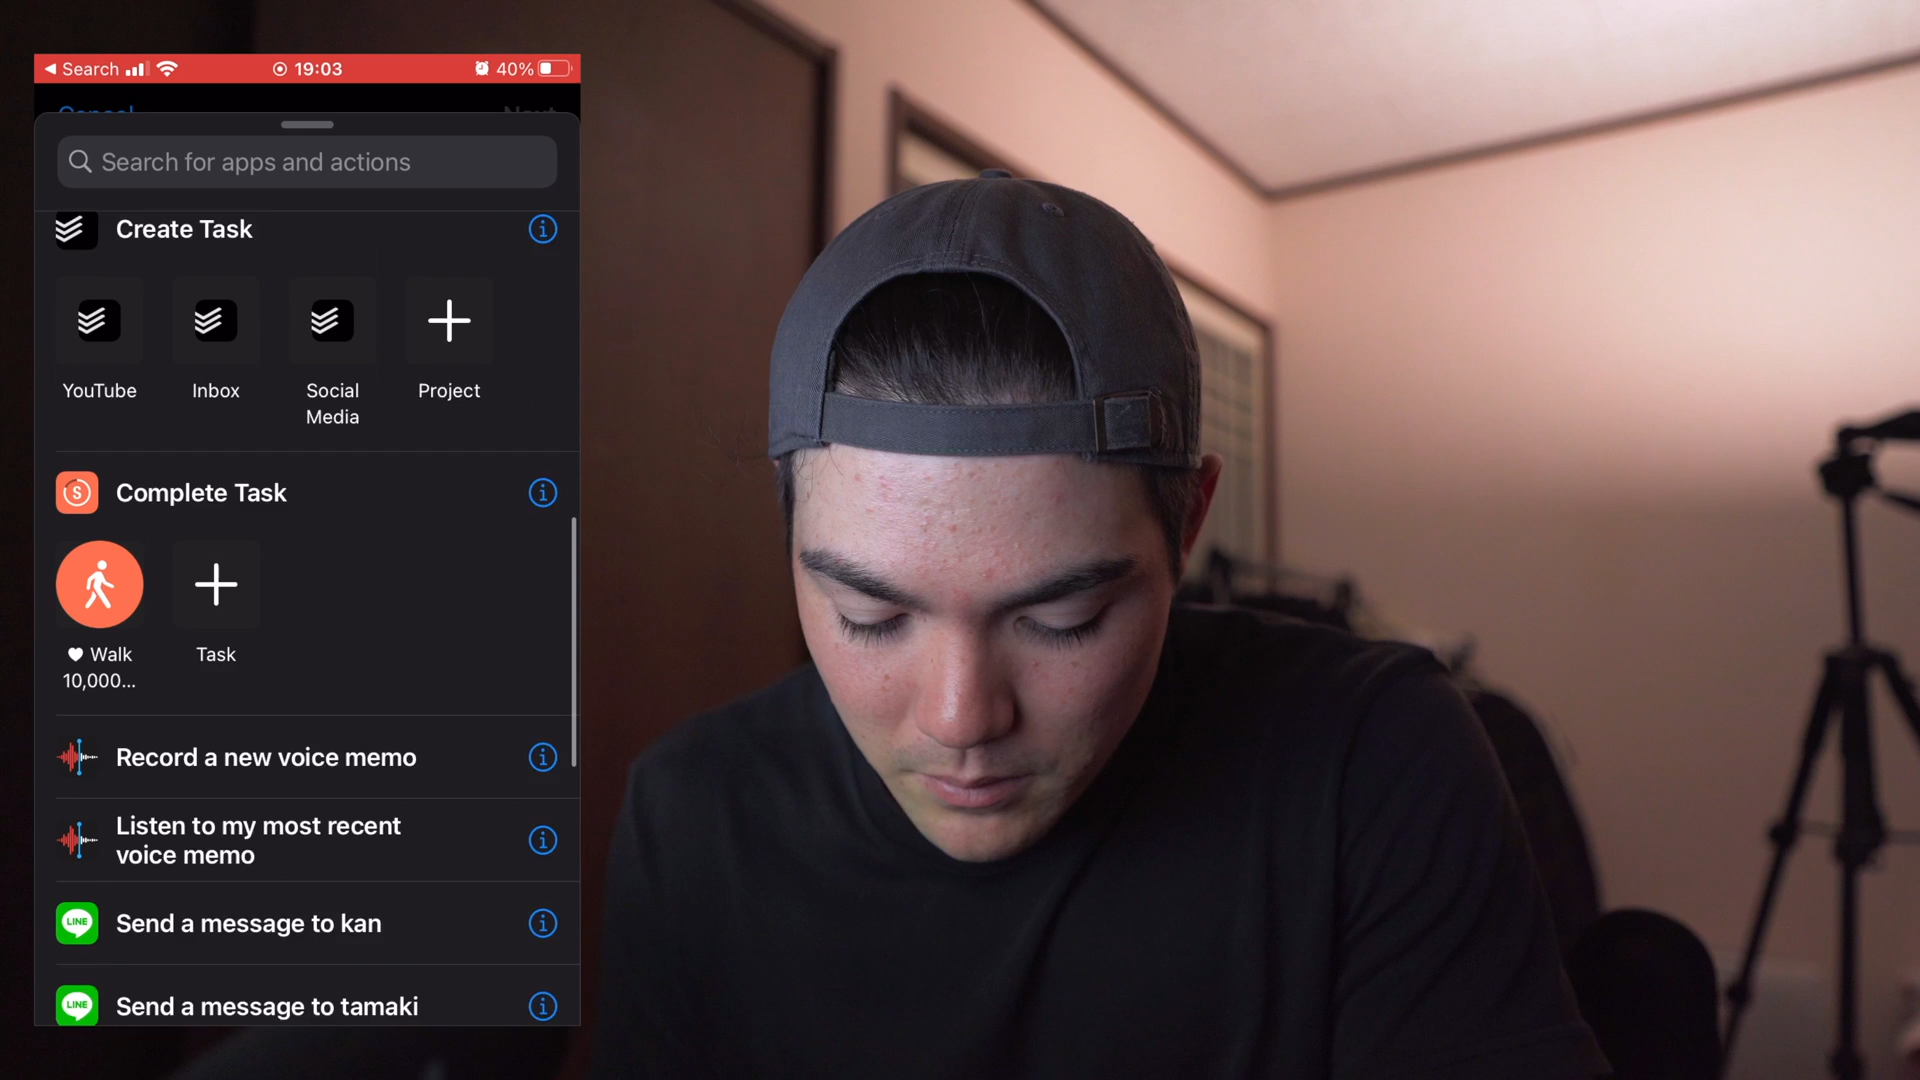 ◀ Search 19:03 40%
Cancel Next
Search for apps and actions
Create Task
YouTube Inbox Social Media Project
Complete Task
S
♥ Walk 10,000... Task
Record a new voice memo
Listen to my most recent
voice memo
LINE
Send a message to kan
LINE
Send a message to tamaki